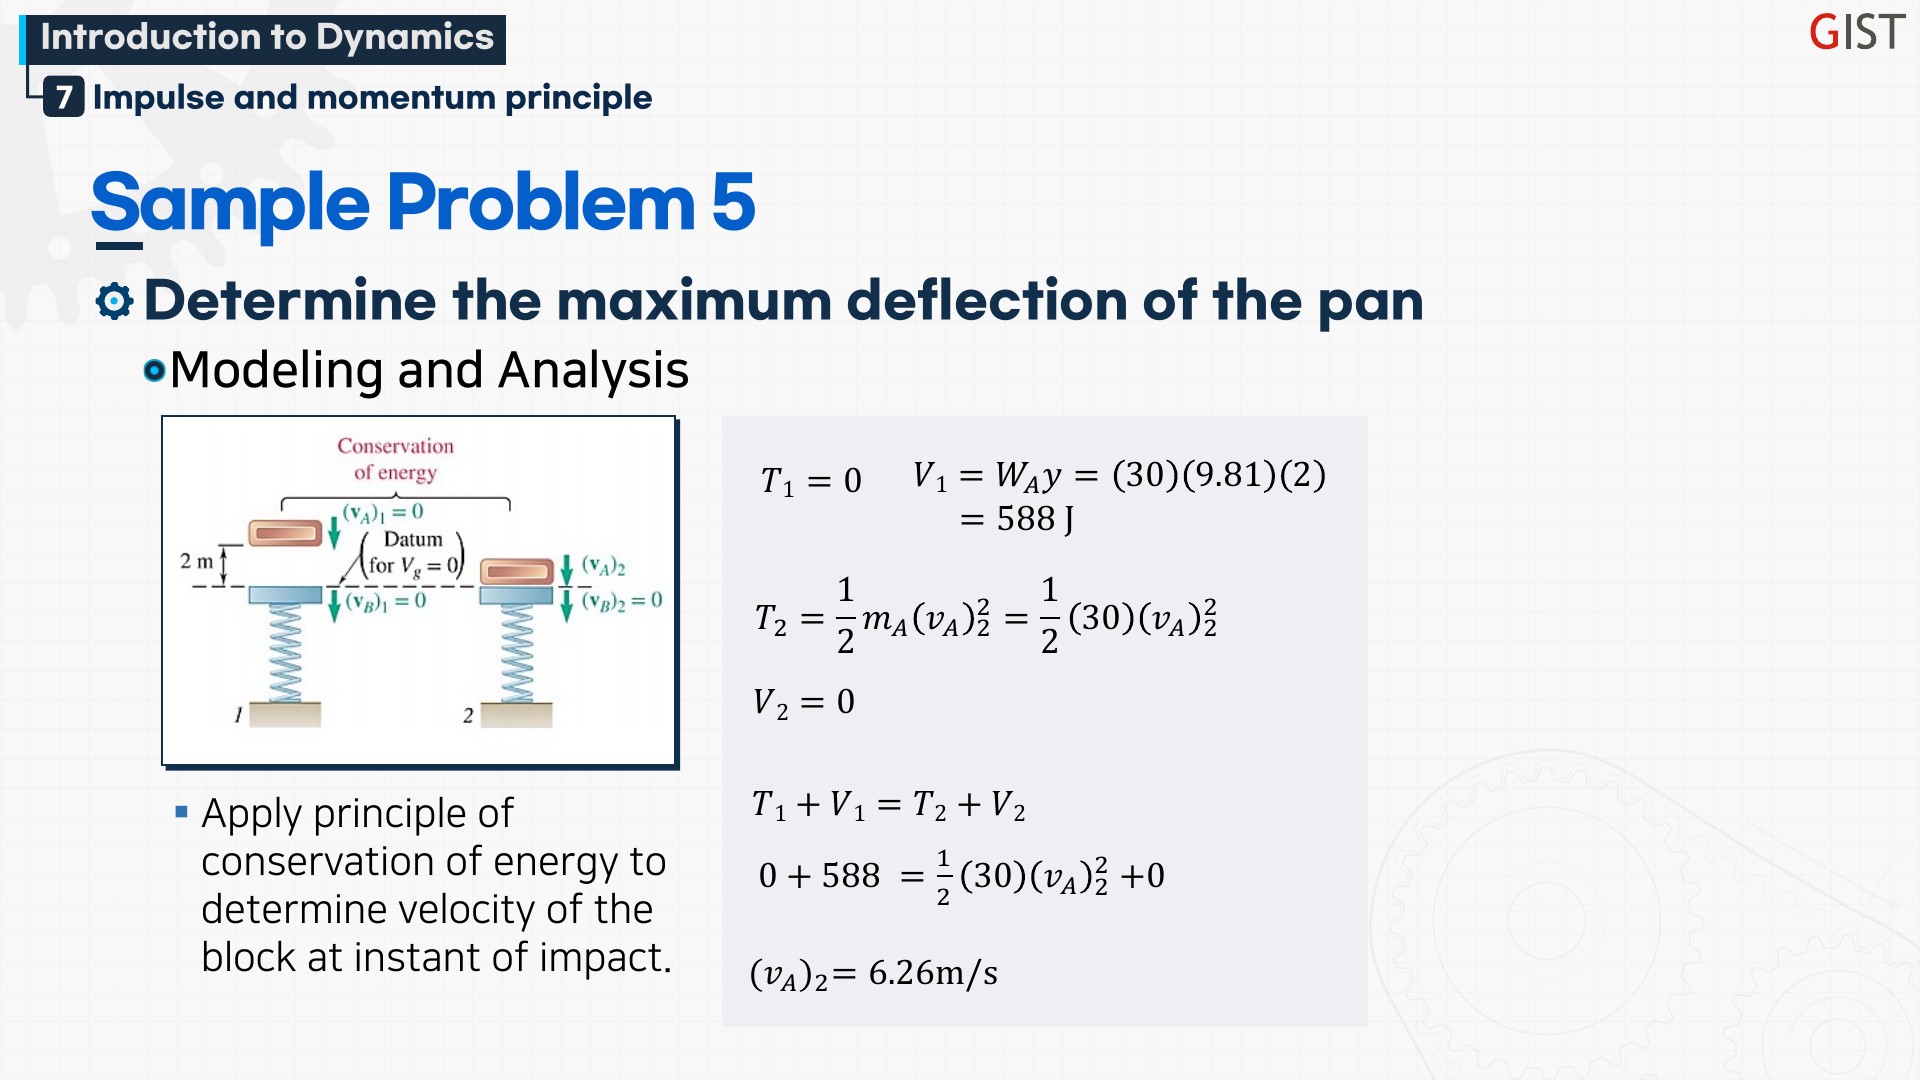 Introduction to Dynamics
GIST
7 Impulse and momentum principle
Sample Problem 5
Determine the maximum deflection of the pan
Modeling and Analysis
Conservation
of energy
(v_A)_1 = 0
Datum
for V_g = 0
2 m
(v_A)_2
(v_B)_1 = 0
(v_B)_2 = 0
1
2
Apply principle of
conservation of energy to
determine velocity of the
block at instant of impact.
T_1 = 0 V_1 = W_A y = (30)(9.81)(2)
= 588 J
T_2 = \frac{1}{2} m_A (v_A)_2^2 = \frac{1}{2} (30)(v_A)_2^2
V_2 = 0
T_1 + V_1 = T_2 + V_2
0 + 588 = \frac{1}{2} (30)(v_A)_2^2 +0
(v_A)_2 = 6.26m/s